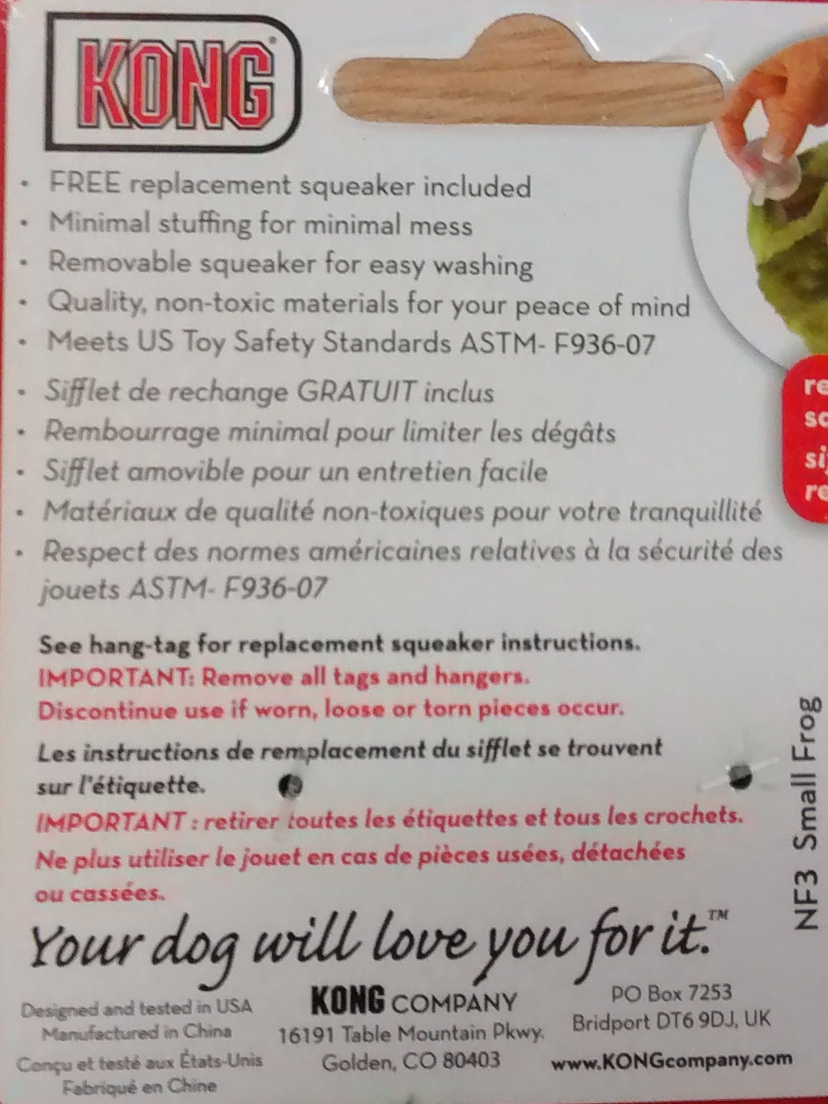 KONG®
• FREE replacement squeaker included
• Minimal stuffing for minimal mess
• Removable squeaker for easy washing
• Quality, non-toxic materials for your peace of mind
• Meets US Toy Safety Standards ASTM- F936-07
• Sifflet de rechange GRATUIT inclus
• Rembourrage minimal pour limiter les dégâts
• Sifflet amovible pour un entretien facile
• Matériaux de qualité non-toxiques pour votre tranquillité
• Respect des normes américaines relatives à la sécurité des
jouets ASTM- F936-07
See hang-tag for replacement squeaker instructions.
IMPORTANT: Remove all tags and hangers.
Discontinue use if worn, loose or torn pieces occur.
Les instructions de remplacement du sifflet se trouvent
sur l'étiquette.
IMPORTANT : retirer toutes les étiquettes et tous les crochets.
Ne plus utiliser le jouet en cas de pièces usées, détachées
ou cassées.
NF3 Small Frog
Your dog will love you for it.™
Designed and tested in USA
Manufactured in China
Conçu et testé aux États-Unis
Fabriqué en Chine
KONG COMPANY
16191 Table Mountain Pkwy.
Golden, CO 80403
PO Box 7253
Bridport DT6 9DJ, UK
www.KONGcompany.com